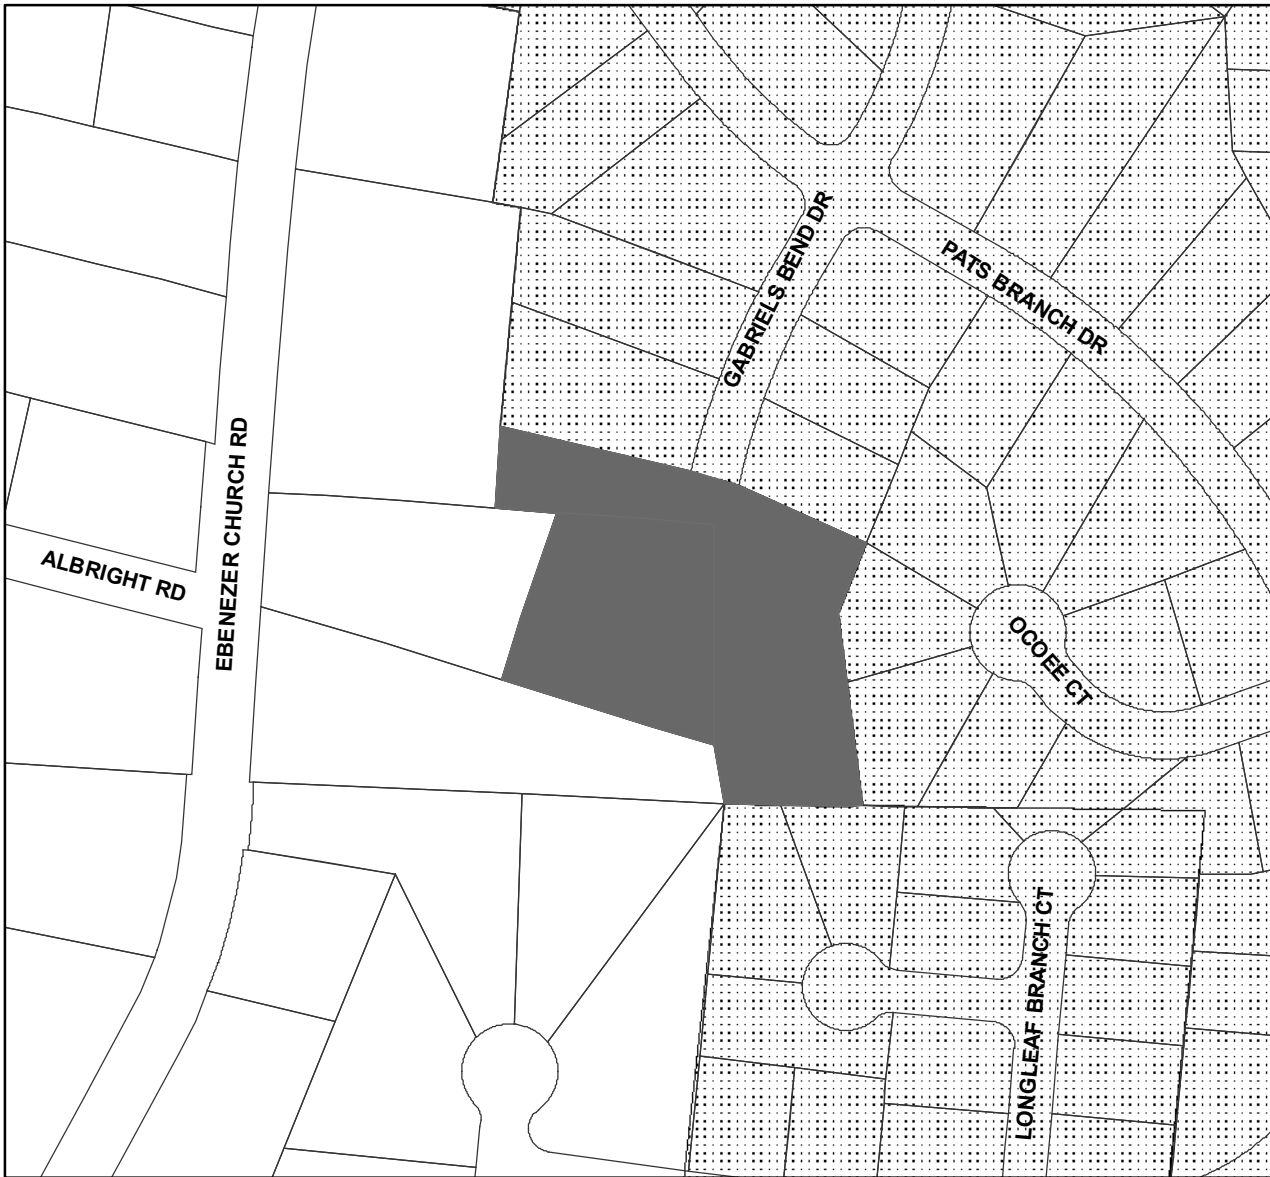 GABRIELS BEND DR
PATS BRANCH DR
EBENEZER CHURCH RD
ALBRIGHT RD
OCOEE CT
LONGLEAF BRANCH CT